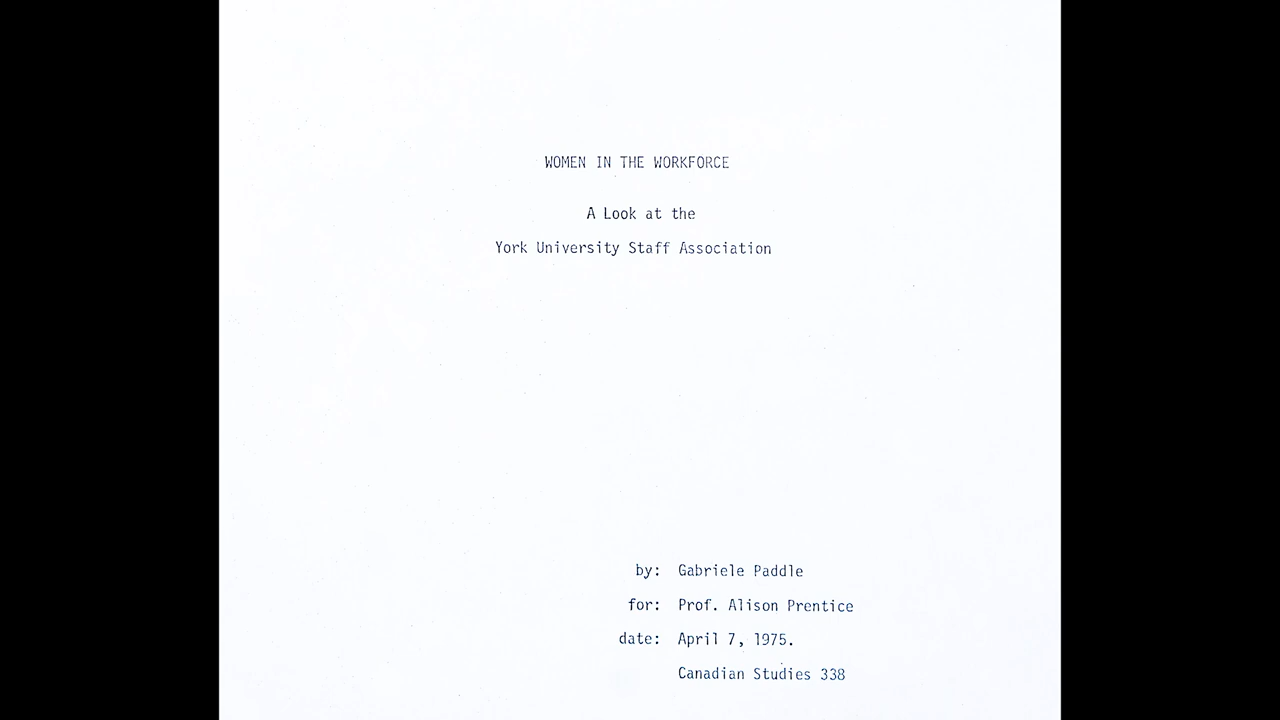 WOMEN IN THE WORKFORCE
A Look at the
York University Staff Association
by: Gabriele Paddle
for: Prof. Alison Prentice
date: April 7, 1975.
Canadian Studies 338